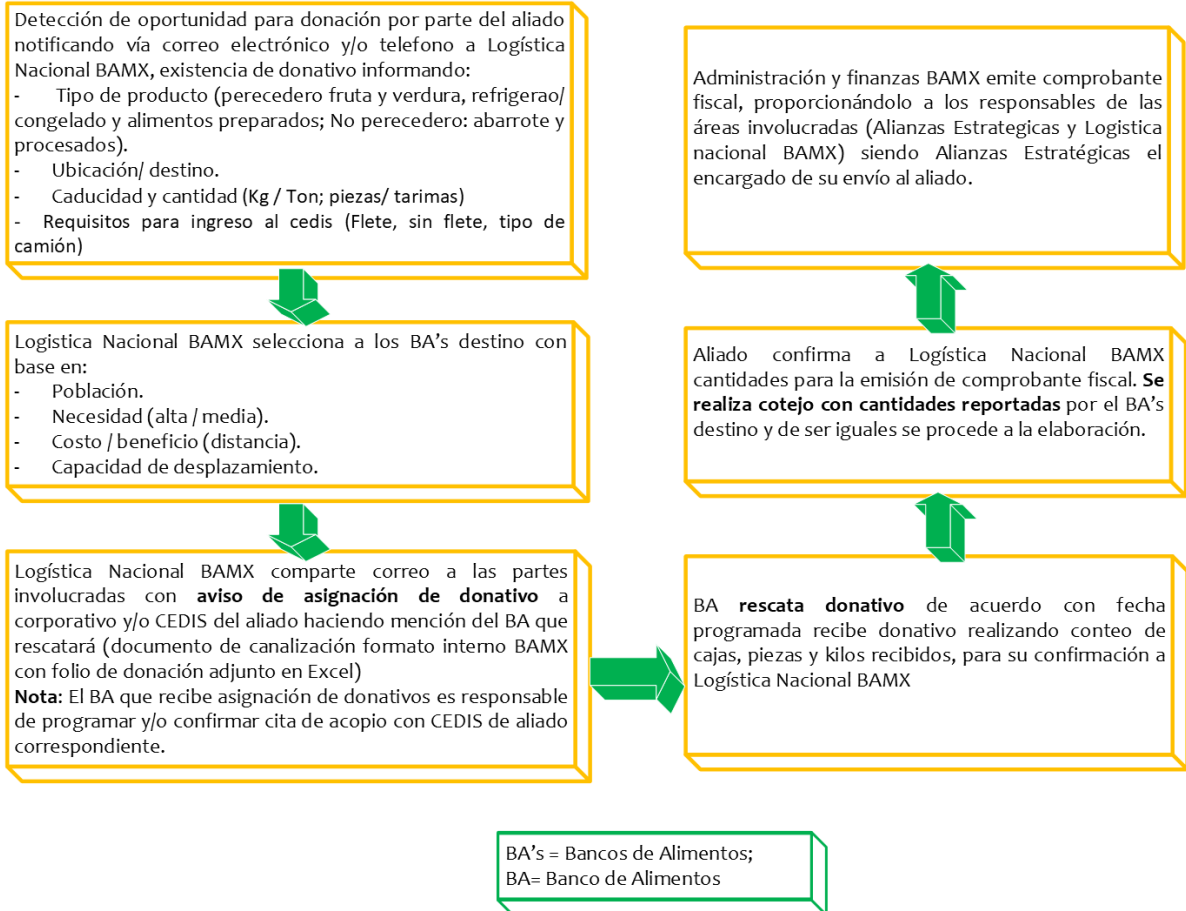 Detección de oportunidad para donación por parte del aliado
notificando vía correo electrónico y/o telefono a Logística
Nacional BAMX, existencia de donativo informando:
- Tipo de producto (perecedero fruta y verdura, refrigerao/
congelado y alimentos preparados; No perecedero: abarrote y
procesados).
- Ubicación/ destino.
- Caducidad y cantidad (Kg / Ton; piezas/ tarimas)
- Requisitos para ingreso al cedis (Flete, sin flete, tipo de
camión)
Logistica Nacional BAMX selecciona a los BA's destino con
base en:
- Población.
- Necesidad (alta / media).
- Costo / beneficio (distancia).
- Capacidad de desplazamiento.
Logística Nacional BAMX comparte correo a las partes
involucradas con aviso de asignación de donativo a
corporativo y/o CEDIS del aliado haciendo mención del BA que
rescatará (documento de canalización formato interno BAMX
con folio de donación adjunto en Excel)
Nota: El BA que recibe asignación de donativos es responsable
de programar y/o confirmar cita de acopio con CEDIS de aliado
correspondiente.
BA rescata donativo de acuerdo con fecha
programada recibe donativo realizando conteo de
cajas, piezas y kilos recibidos, para su confirmación a
Logística Nacional BAMX
Aliado confirma a Logística Nacional BAMX
cantidades para la emisión de comprobante fiscal. Se
realiza cotejo con cantidades reportadas por el BA's
destino y de ser iguales se procede a la elaboración.
Administración y finanzas BAMX emite comprobante
fiscal, proporcionándolo a los responsables de las
áreas involucradas (Alianzas Estrategicas y Logistica
nacional BAMX) siendo Alianzas Estratégicas el
encargado de su envío al aliado.
BA's = Bancos de Alimentos;
BA= Banco de Alimentos